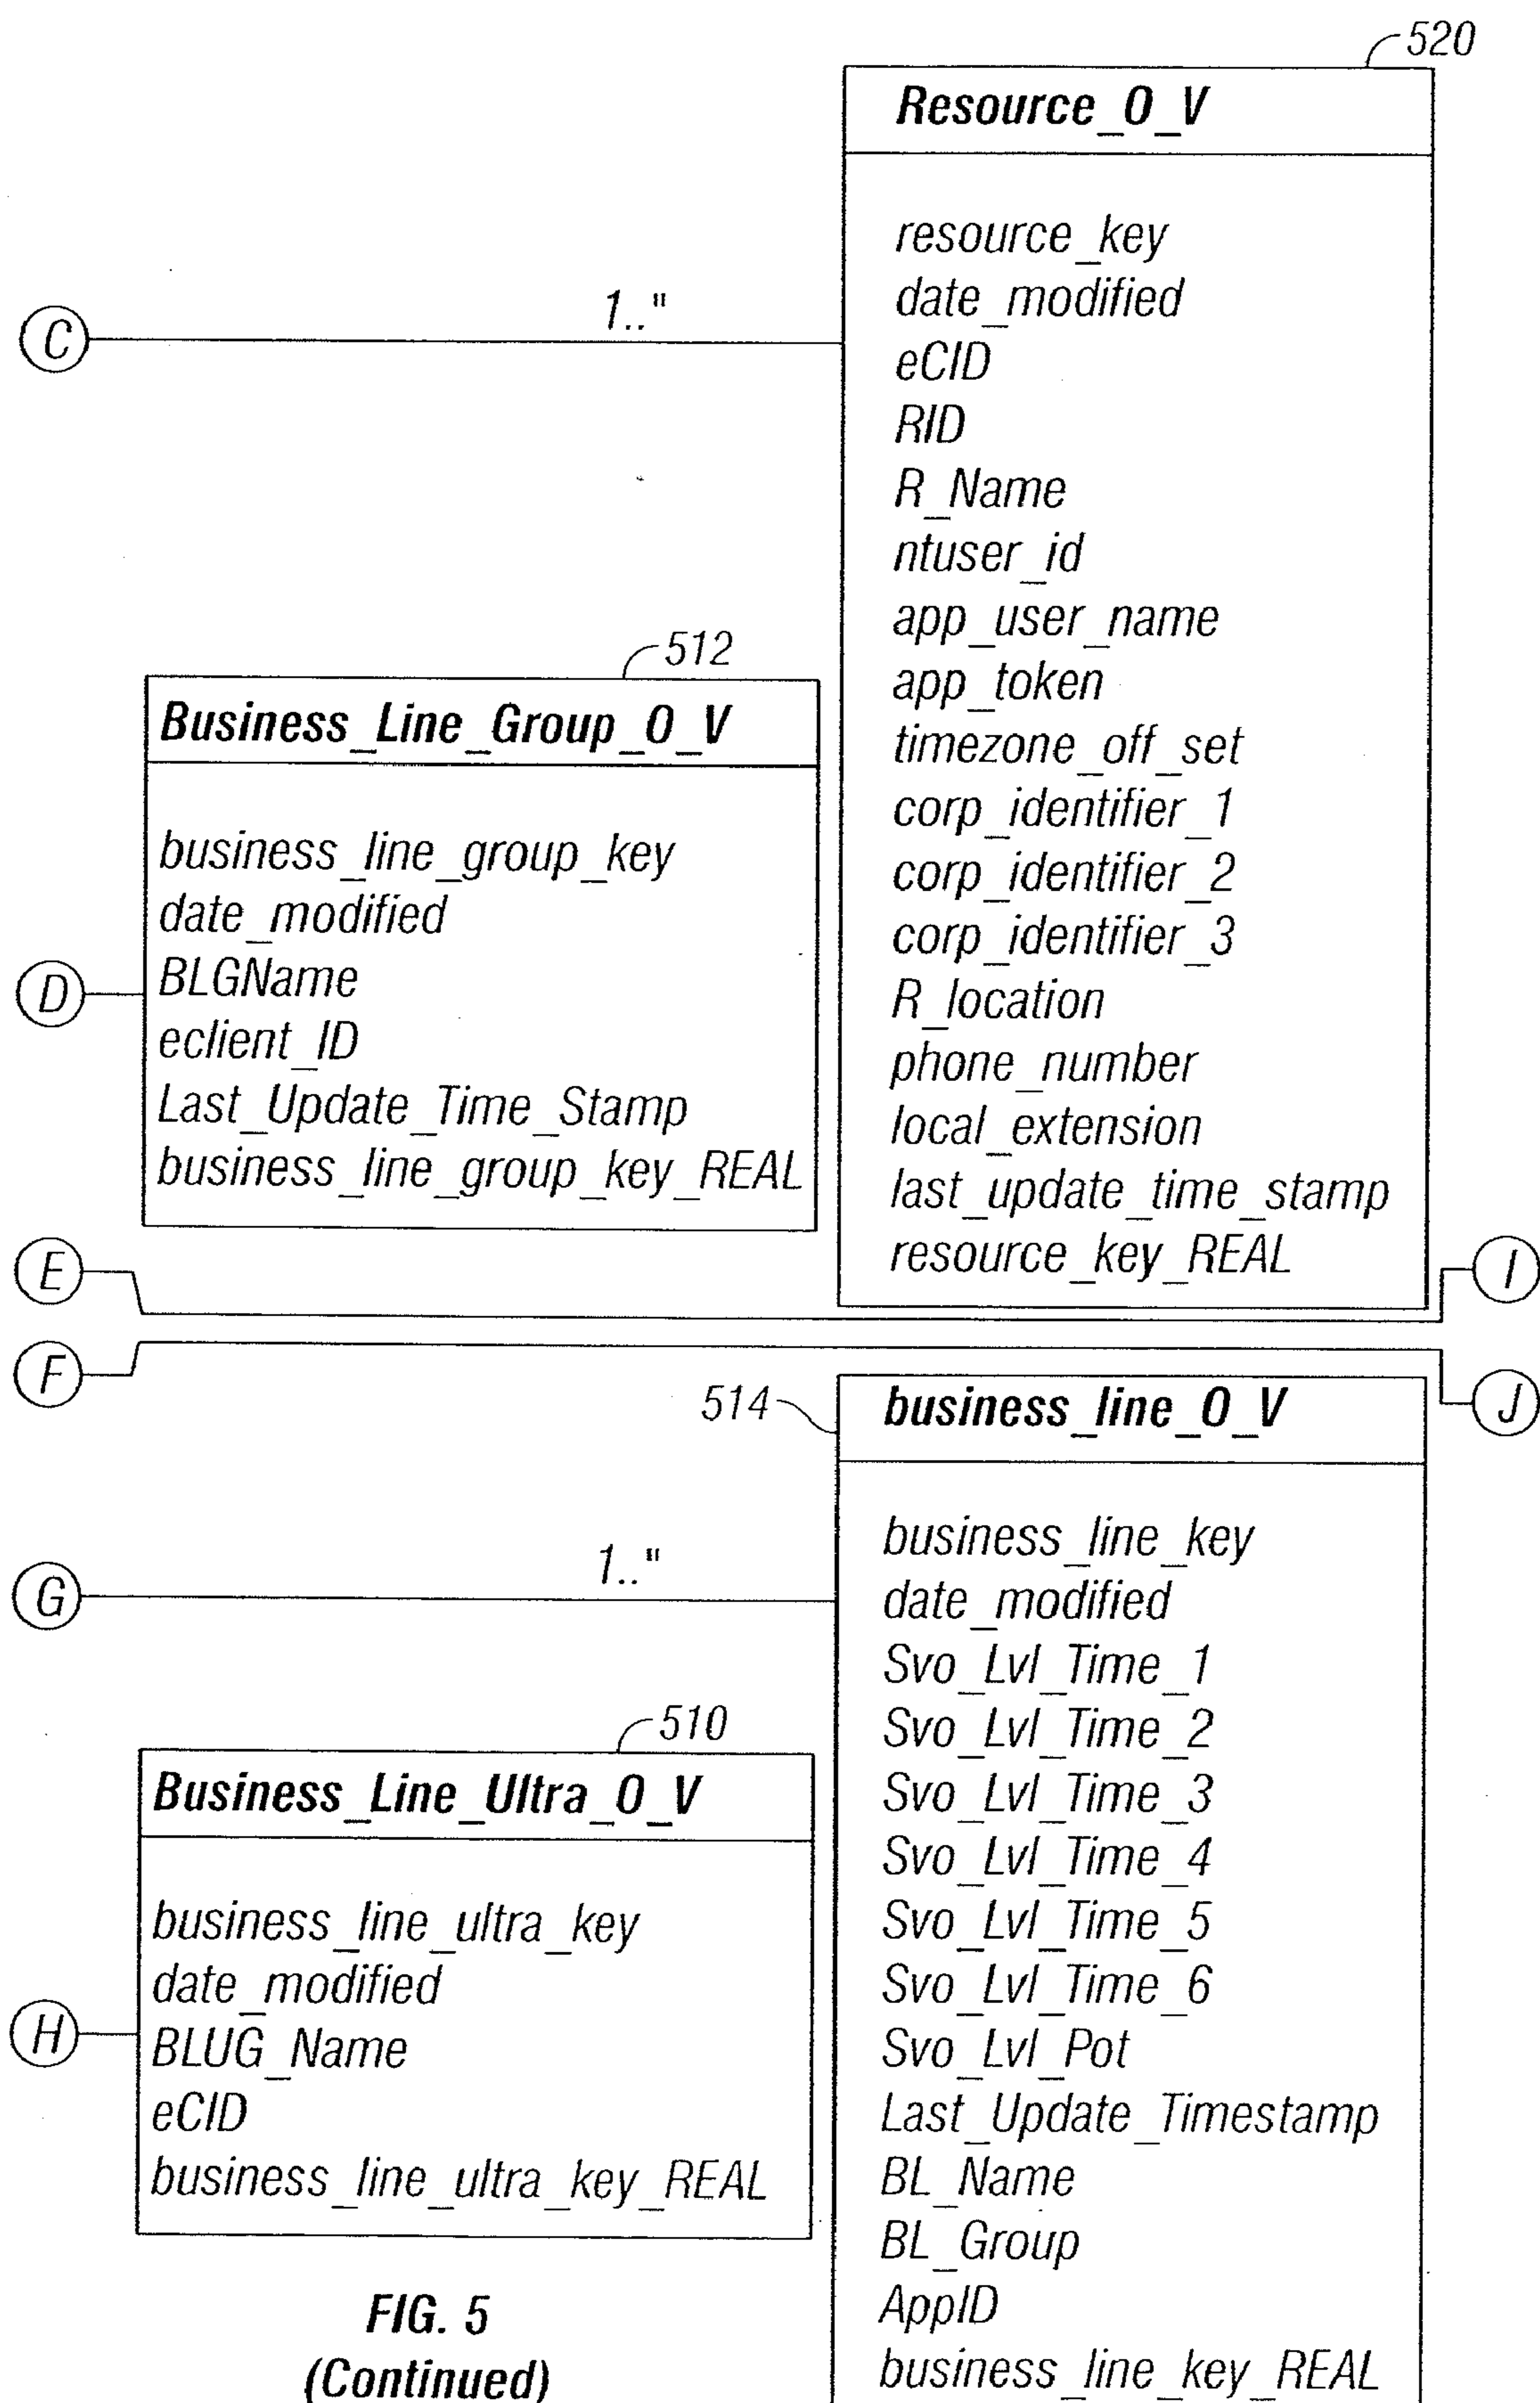 520
Resource_O_V
resource_key
date_modified
eCID
RID
R_Name
ntuser_id
app_user_name
app_token
timezone_off_set
corp_identifier_1
corp_identifier_2
corp_identifier_3
R_location
phone_number
local_extension
last_update_time_stamp
resource_key_REAL
C
1.."
512
Business_Line_Group_O_V
business_line_group_key
date_modified
BLGName
eclient_ID
Last_Update_Time_Stamp
business_line_group_key_REAL
D
E
I
F
J
514
business_line_O_V
business_line_key
date_modified
Svo_Lvl_Time_1
Svo_Lvl_Time_2
Svo_Lvl_Time_3
Svo_Lvl_Time_4
Svo_Lvl_Time_5
Svo_Lvl_Time_6
Svo_Lvl_Pot
Last_Update_Timestamp
BL_Name
BL_Group
AppID
business_line_key_REAL
G
1.."
510
Business_Line_Ultra_O_V
business_line_ultra_key
date_modified
BLUG_Name
eCID
business_line_ultra_key_REAL
H
FIG. 5
(Continued)